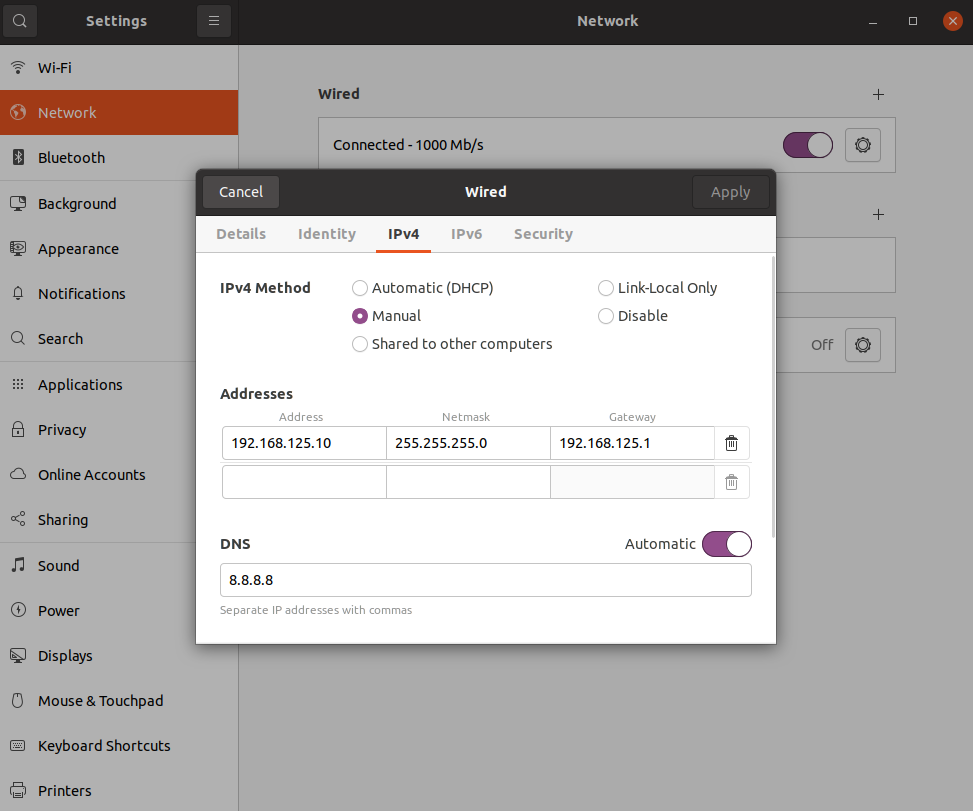 Settings
Network
Wi-Fi
Network
Bluetooth
Background
Appearance
Notifications
Search
Applications
Privacy
Online Accounts
Sharing
Sound
Power
Displays
Mouse & Touchpad
Keyboard Shortcuts
Printers
Wired
Connected - 1000 Mb/s
Off
Cancel
Wired
Apply
Details Identity IPv4 IPv6 Security
IPv4 Method
Automatic (DHCP)
Link-Local Only
Manual
Disable
Shared to other computers
Addresses
Address Netmask Gateway
192.168.125.10 255.255.255.0 192.168.125.1
DNS
Automatic
8.8.8.8
Separate IP addresses with commas